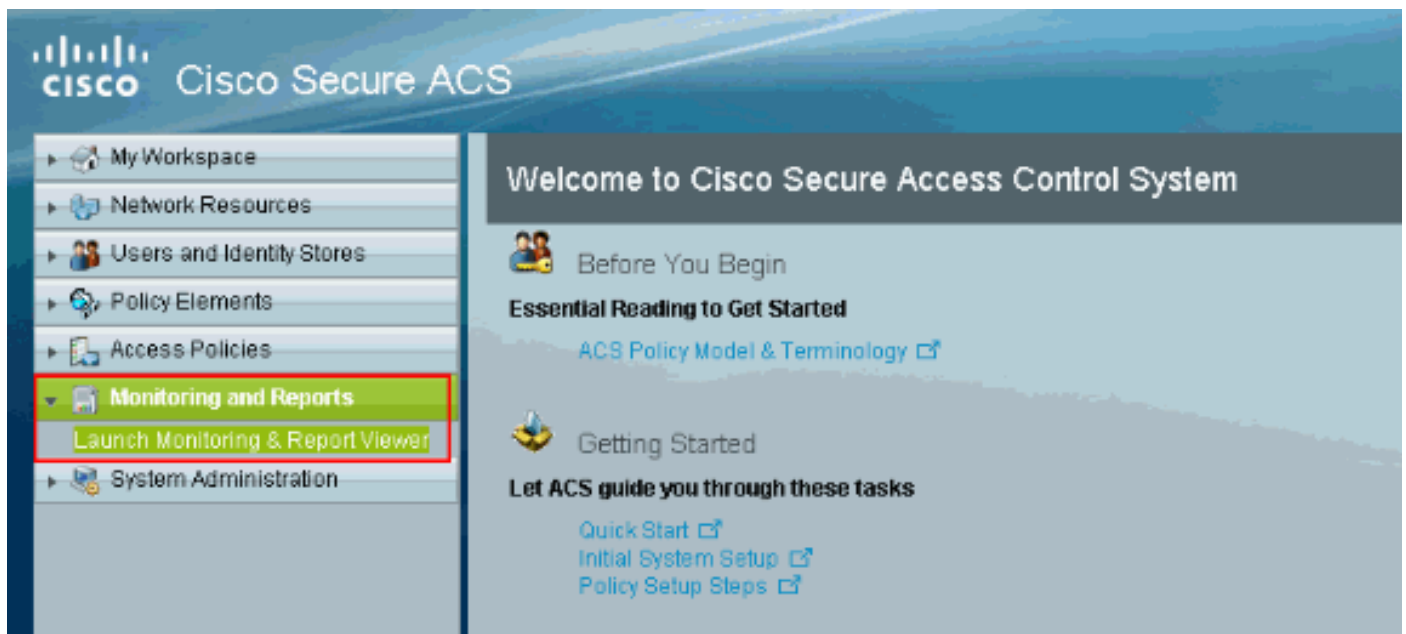 CISCO Cisco Secure ACS
My Workspace
Network Resources
Users and Identity Stores
Policy Elements
Access Policies
Monitoring and Reports
Launch Monitoring & Report Viewer
System Administration
Welcome to Cisco Secure Access Control System
Before You Begin
Essential Reading to Get Started
ACS Policy Model & Terminology
Getting Started
Let ACS guide you through these tasks
Quick Start
Initial System Setup
Policy Setup Steps